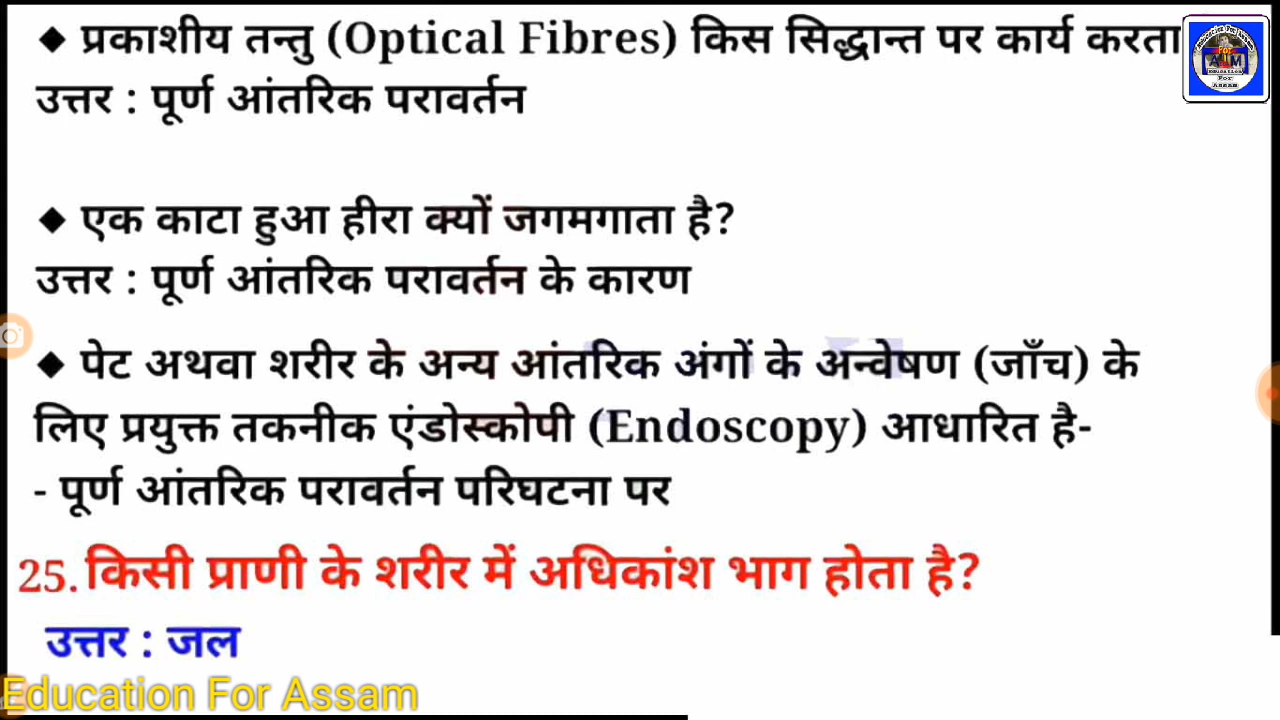 ◆ प्रकाशीय तन्तु (Optical Fibres) किस सिद्धान्त पर कार्य करता
उत्तर : पूर्ण आंतरिक परावर्तन
◆ एक काटा हुआ हीरा क्यों जगमगाता है?
उत्तर : पूर्ण आंतरिक परावर्तन के कारण
◆ पेट अथवा शरीर के अन्य आंतरिक अंगों के अन्वेषण (जाँच) के
लिए प्रयुक्त तकनीक एंडोस्कोपी (Endoscopy) आधारित है-
- पूर्ण आंतरिक परावर्तन परिघटना पर
25. किसी प्राणी के शरीर में अधिकांश भाग होता है?
उत्तर : जल
Education For Assam